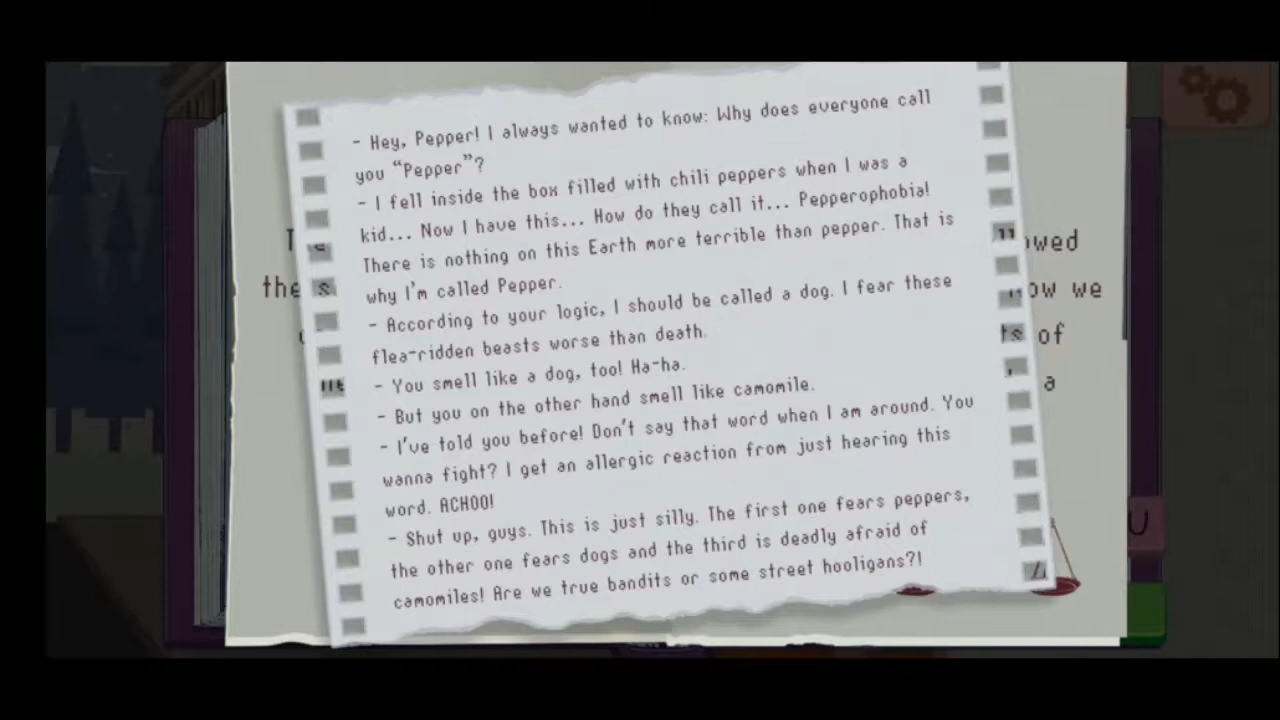 - Hey, Pepper! I always wanted to know: Why does everyone call
you “Pepper”?
- I fell inside the box filled with chili peppers when I was a
kid... Now I have this... How do they call it... Pepperophobia!
There is nothing on this Earth more terrible than pepper. That is
why I'm called Pepper.
- According to your logic, I should be called a dog. I fear these
flea-ridden beasts worse than death.
- You smell like a dog, too! Ha-ha.
- But you on the other hand smell like camomile.
- I've told you before! Don't say that word when I am around. You
wanna fight? I get an allergic reaction from just hearing this
word. ACHOO!
- Shut up, guys. This is just silly. The first one fears peppers,
the other one fears dogs and the third is deadly afraid of
camomiles! Are we true bandits or some street hooligans?!
the
we
of
a
U